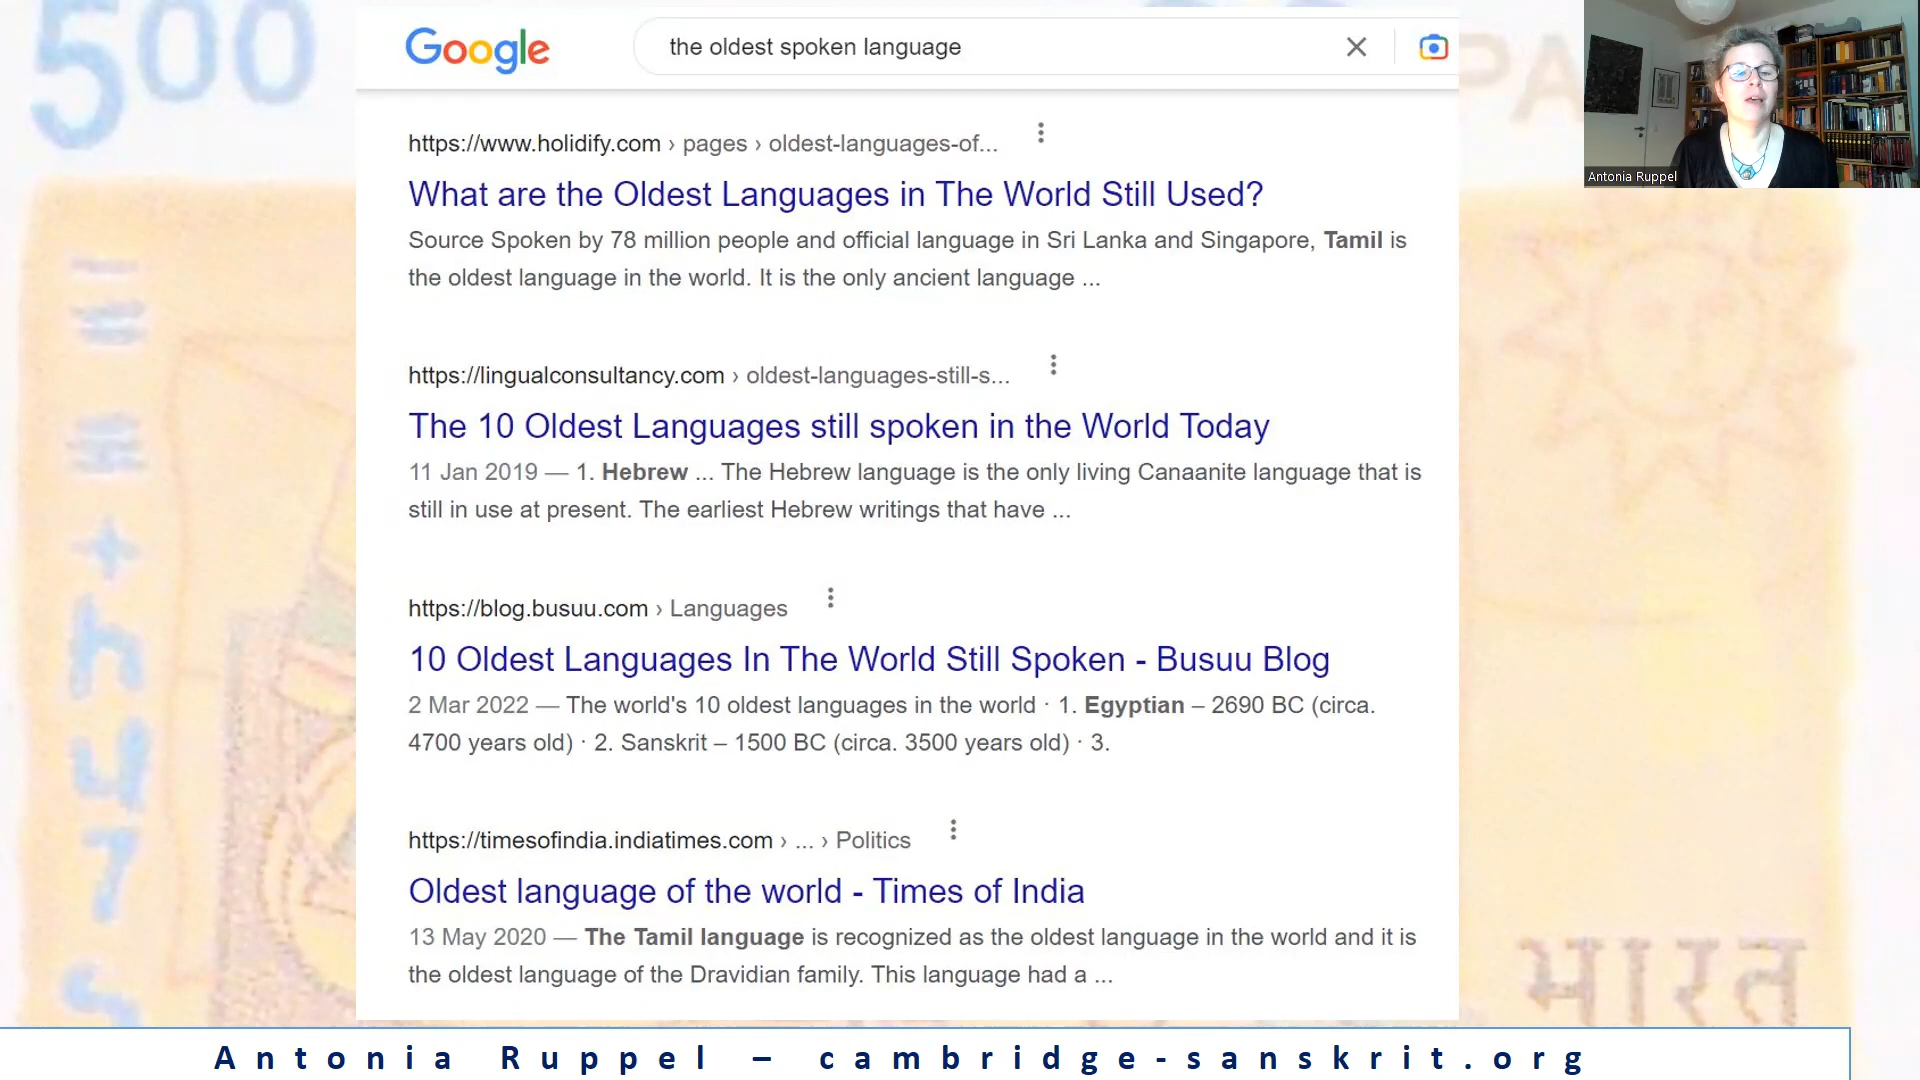 500
Google
the oldest spoken language
https://www.holidify.com › pages › oldest-languages-of...
What are the Oldest Languages in The World Still Used?
Source Spoken by 78 million people and official language in Sri Lanka and Singapore, Tamil is
the oldest language in the world. It is the only ancient language ...
https://lingualconsultancy.com › oldest-languages-still-s...
The 10 Oldest Languages still spoken in the World Today
11 Jan 2019 — 1. Hebrew ... The Hebrew language is the only living Canaanite language that is
still in use at present. The earliest Hebrew writings that have ...
https://blog.busuu.com › Languages
10 Oldest Languages In The World Still Spoken - Busuu Blog
2 Mar 2022 — The world's 10 oldest languages in the world · 1. Egyptian – 2690 BC (circa.
4700 years old) · 2. Sanskrit – 1500 BC (circa. 3500 years old) · 3.
https://timesofindia.indiatimes.com › ... › Politics
Oldest language of the world - Times of India
13 May 2020 — The Tamil language is recognized as the oldest language in the world and it is
the oldest language of the Dravidian family. This language had a ...
PA
Antonia Ruppel
भारत
Antonia Ruppel – cambridge-sanskrit.org